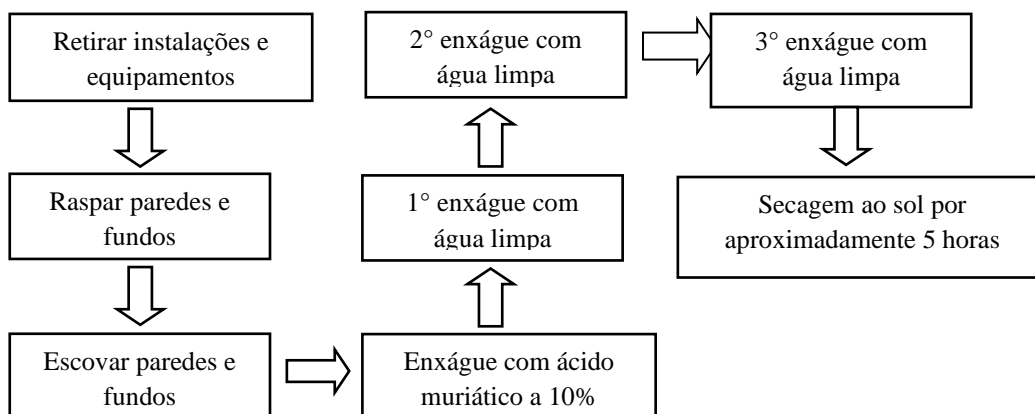 Retirar instalações e
equipamentos
Raspar paredes e
fundos
Escovar paredes e
fundos
Enxágue com ácido
muriático a 10%
1° enxágue com
água limpa
2° enxágue com
água limpa
3° enxágue com
água limpa
Secagem ao sol por
aproximadamente 5 horas